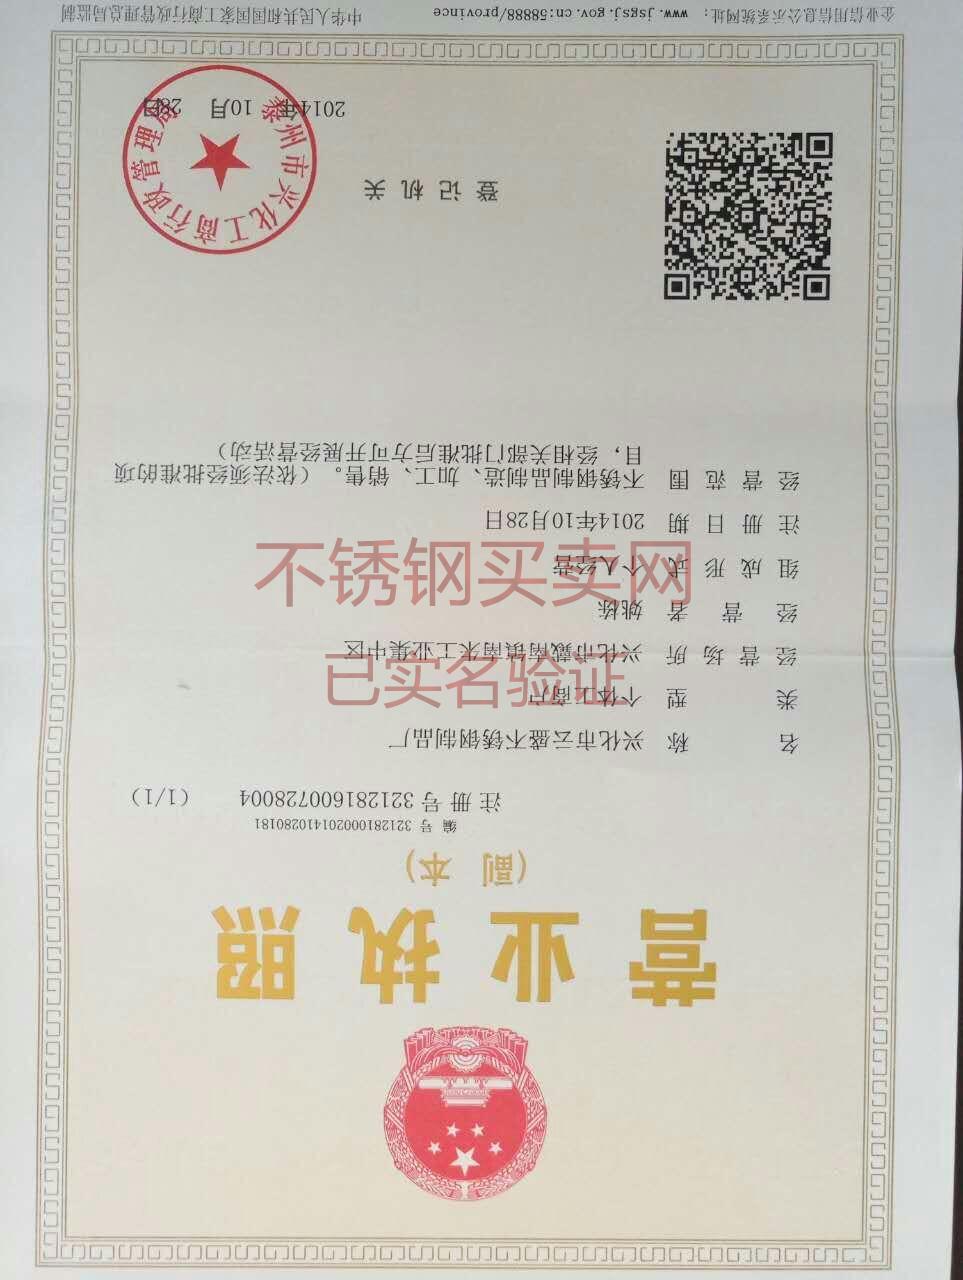 营业执照
（副 本）
编 号 321281000201410280181
注 册 号 321281600728004 （1/1）
名 称 兴化市云盛不锈钢制品厂
类 型 个体工商户
经 营 场 所 兴化市戴南镇南朱工业集中区
经 营 者 姚栋
组 成 形 式 个人经营
注 册 日 期 2014年10月28日
经 营 范 围 不锈钢制品制造、加工、销售。（依法须经批准的项
目，经相关部门批准后方可开展经营活动）
登 记 机 关
泰州市兴化工商行政管理局
2014年 10月 28日
企业信用信息公示系统网址： www.jsgsj.gov.cn:58888/province
中华人民共和国国家工商行政管理总局监制
不锈钢买卖网
已实名验证